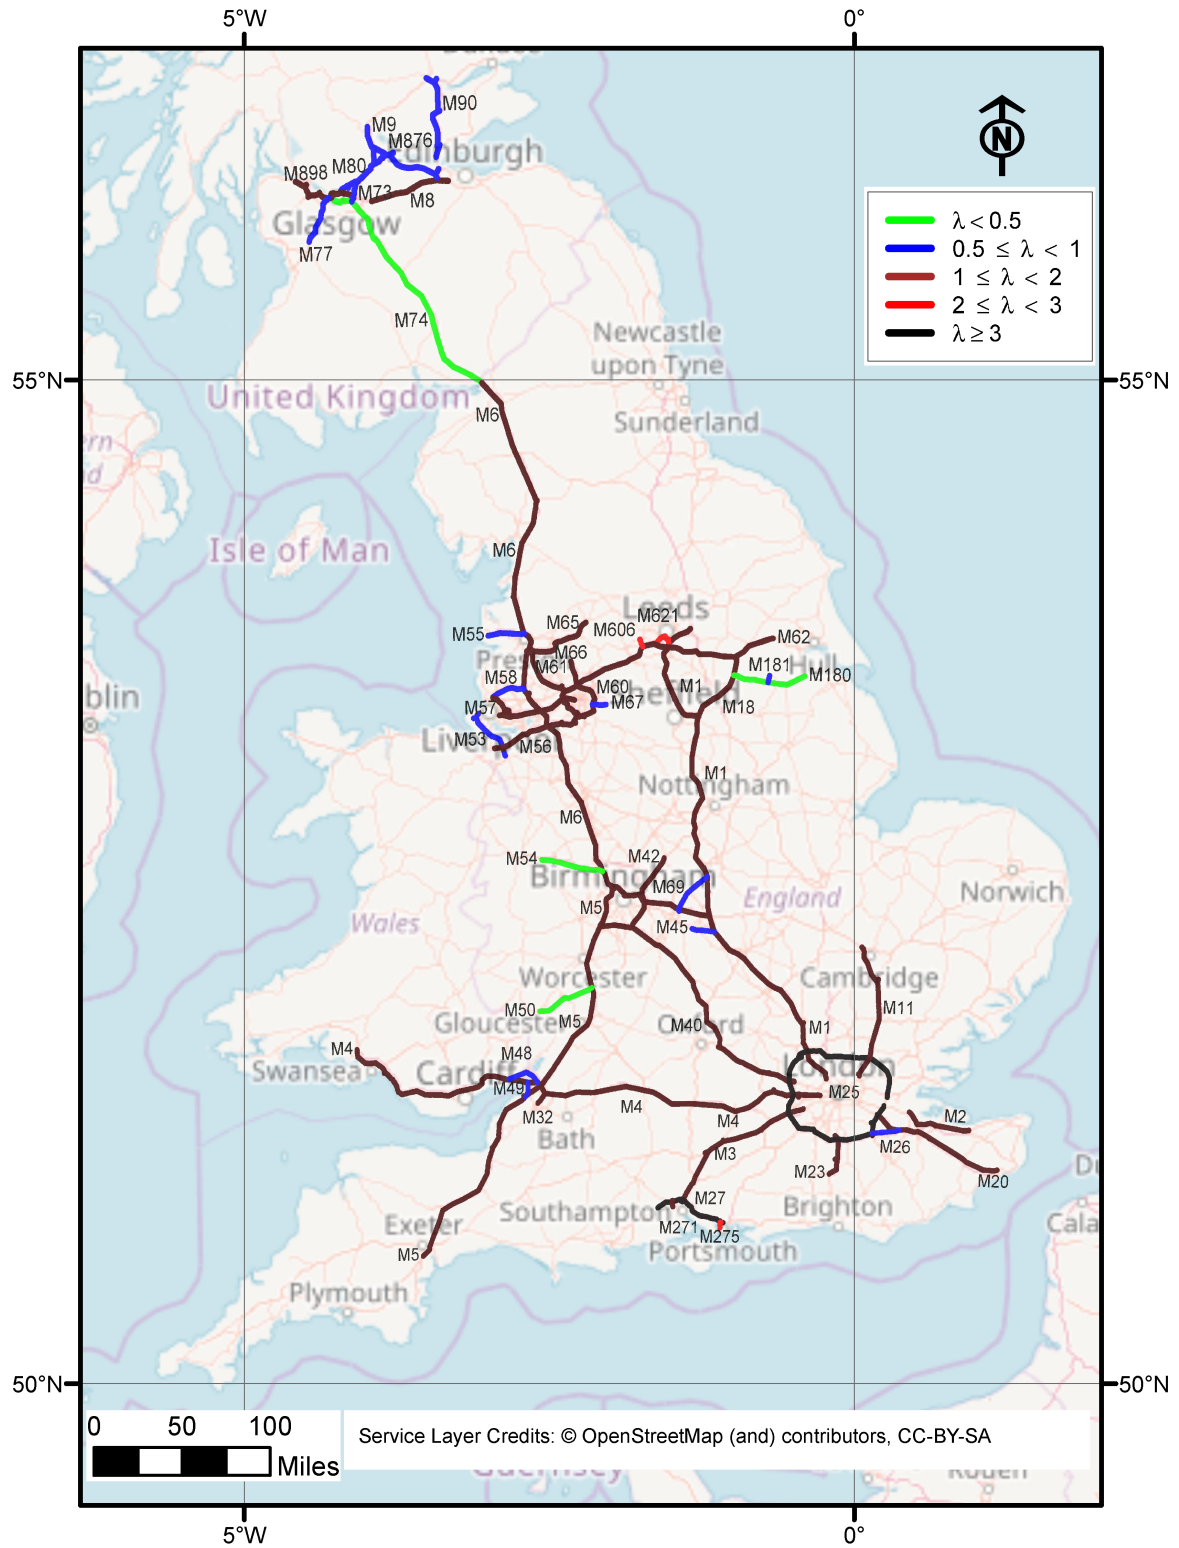 5°W
0°
M90
M9
M876
Edinburgh
M80
M898
M73
M8
Glasgow
M77
N
λ < 0.5
0.5 ≤ λ < 1
1 ≤ λ < 2
2 ≤ λ < 3
λ ≥ 3
M74
Newcastle
upon Tyne
55°N
55°N
United Kingdom
M6
Sunderland
Isle of Man
M6
Leeds
M621
M65
M606
M55
M62
M66
M61
M181
Hull
M180
M58
M60
M1
M67
M18
M57
blin
M53
M56
M1
Nottingham
M6
M54
M42
Birmingham
M69
England
Norwich
M5
M45
Wales
Worcester
Cambridge
M50
M11
Gloucester
M5
M40
Oxford
M1
M4
M48
Swansea
Cardiff
London
M49
M25
M32
M4
M4
M2
Bath
M26
M3
M23
M20
M27
Southampton
M271
Brighton
Exeter
M275
M5
Portsmouth
Plymouth
50°N
50°N
0 50 100
Miles
Service Layer Credits: © OpenStreetMap (and) contributors, CC-BY-SA
5°W
0°